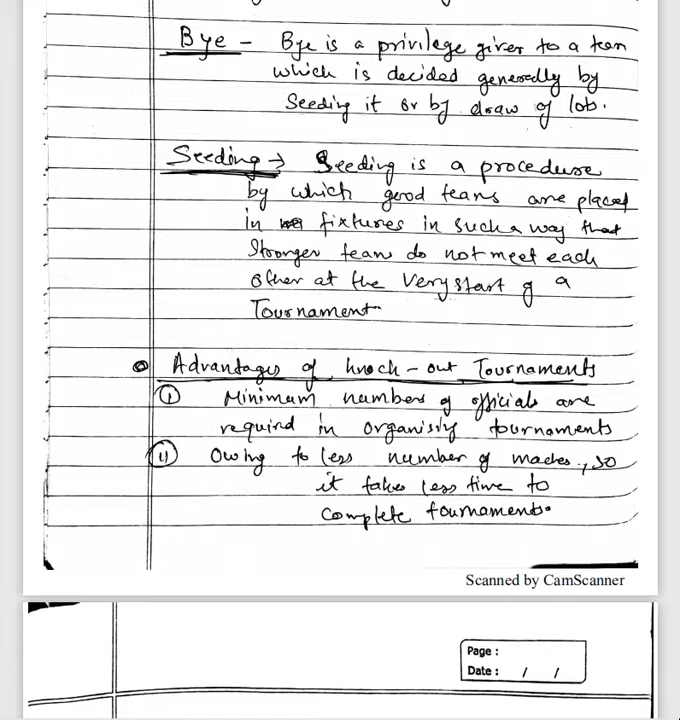 Bye - Bye is a privilege given to a team
which is decided generally by
Seeding it or by draw of lots.
Seeding → Seeding is a procedure
by which good teams are placed
in fixtures in such a way that
Stronger teams do not meet each
other at the very start of a
Tournament
Advantages of knock-out Tournaments
(i) Minimum numbers of officials are
required in organising tournaments
(ii) Owing to less number of maches, so
it takes less time to
complete tournaments.
Scanned by CamScanner
Page :
Date : / /